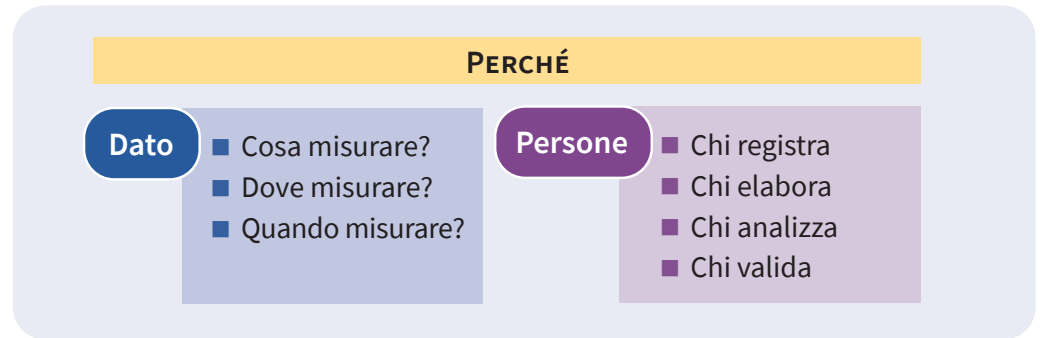 PERCHÉ
Dato
Cosa misurare?
Dove misurare?
Quando misurare?
Persone
Chi registra
Chi elabora
Chi analizza
Chi valida